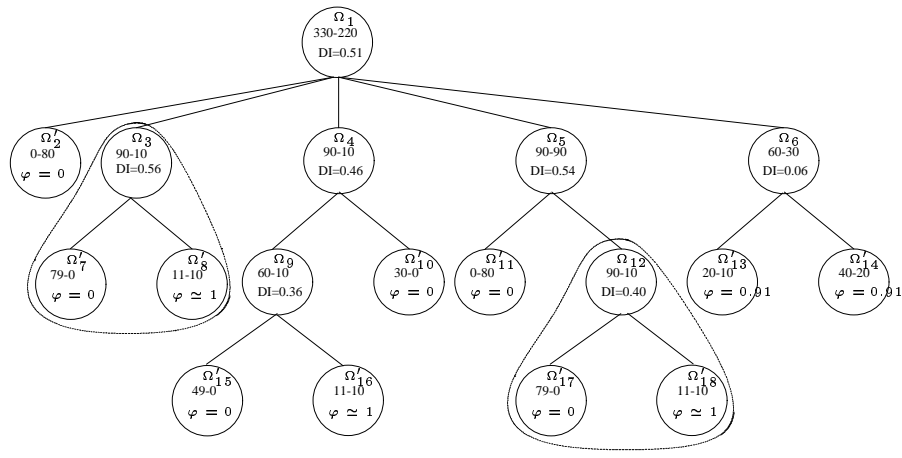 Ω₁
330-220
DI=0.51
Ω′₂
0-80
φ = 0
Ω₃
90-10
DI=0.56
Ω₄
90-10
DI=0.46
Ω₅
90-90
DI=0.54
Ω₆
60-30
DI=0.06
Ω′₇
79-0
φ = 0
Ω′₈
11-10
φ ≃ 1
Ω₉
60-10
DI=0.36
Ω′₁₀
30-0
φ = 0
Ω′₁₁
0-80
φ = 0
Ω₁₂
90-10
DI=0.40
Ω′₁₃
20-10
φ = 0.91
Ω′₁₄
40-20
φ = 0.91
Ω′₁₅
49-0
φ = 0
Ω′₁₆
11-10
φ ≃ 1
Ω′₁₇
79-0
φ = 0
Ω′₁₈
11-10
φ ≃ 1